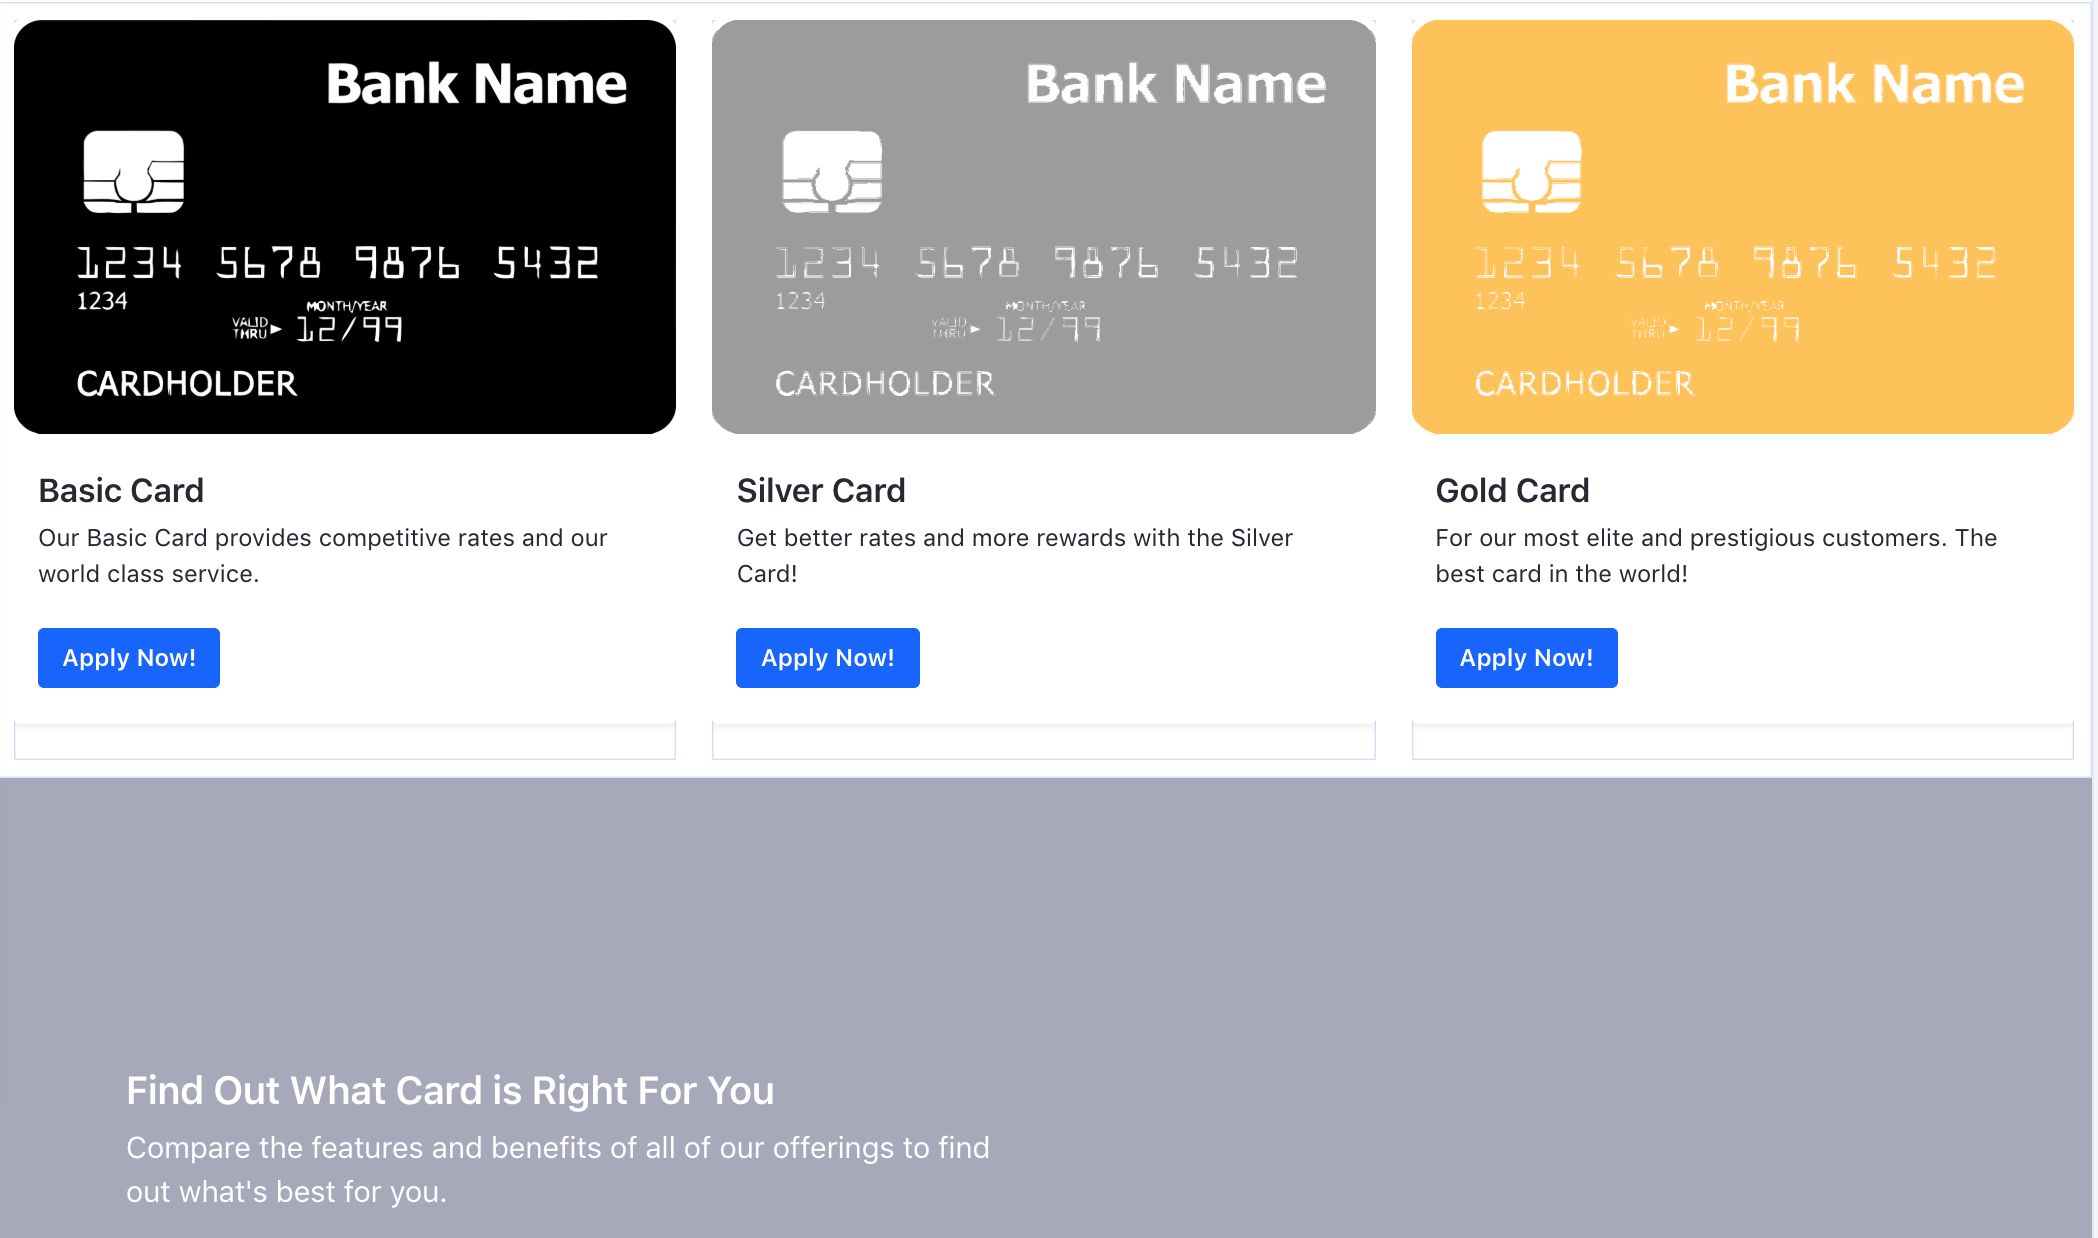 Bank Name
1234 5678 9876 5432
1234
MONTH/YEAR
VALID
THRU
12/99
CARDHOLDER
Bank Name
1234 5678 9876 5432
1234
MONTH/YEAR
VALID
THRU
12/99
CARDHOLDER
Bank Name
1234 5678 9876 5432
1234
MONTH/YEAR
VALID
THRU
12/99
CARDHOLDER
Basic Card
Our Basic Card provides competitive rates and our
world class service.
Apply Now!
Silver Card
Get better rates and more rewards with the Silver
Card!
Apply Now!
Gold Card
For our most elite and prestigious customers. The
best card in the world!
Apply Now!
Find Out What Card is Right For You
Compare the features and benefits of all of our offerings to find
out what's best for you.